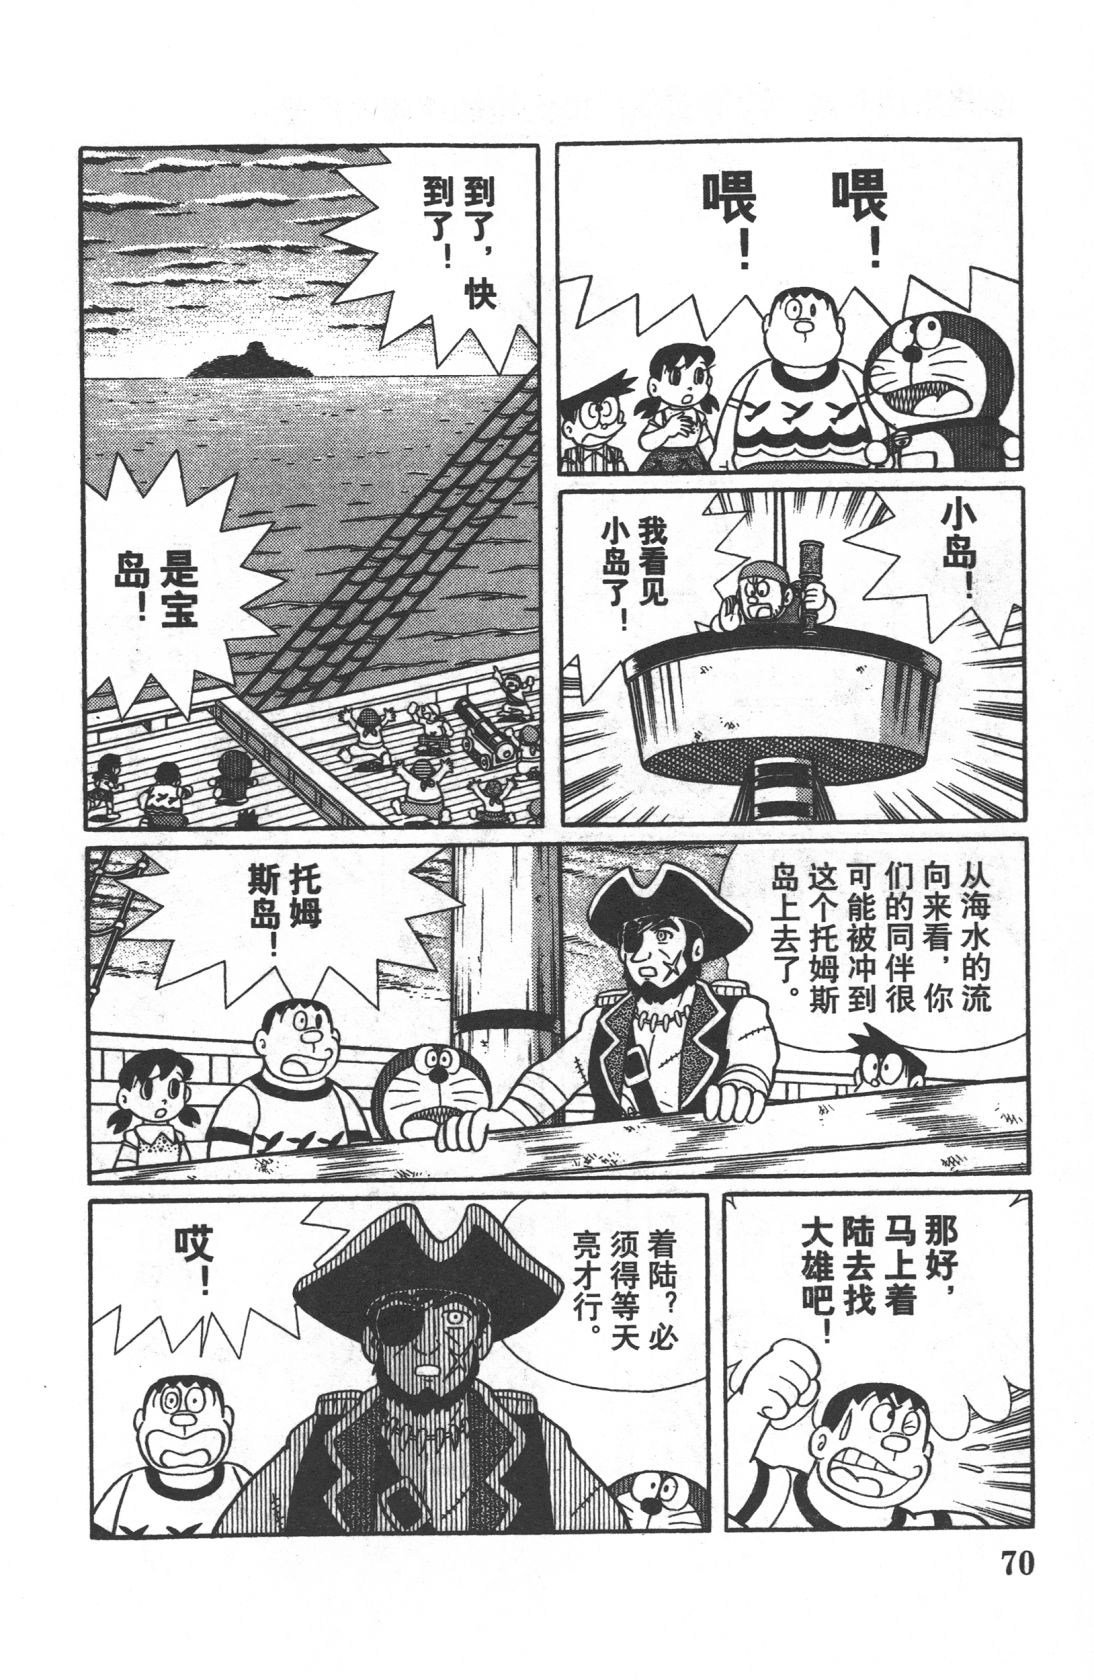 喂！
喂！
小岛！
我看见
小岛了！
到了，快
到了！
是宝
岛！
从海水的流
向来看，你
们的同伴很
可能被冲到
这个托姆斯
岛上去了。
托姆
斯岛！
那好，
马上着
陆去找
大雄吧！
着陆？必
须得等天
亮才行。
哎！
70